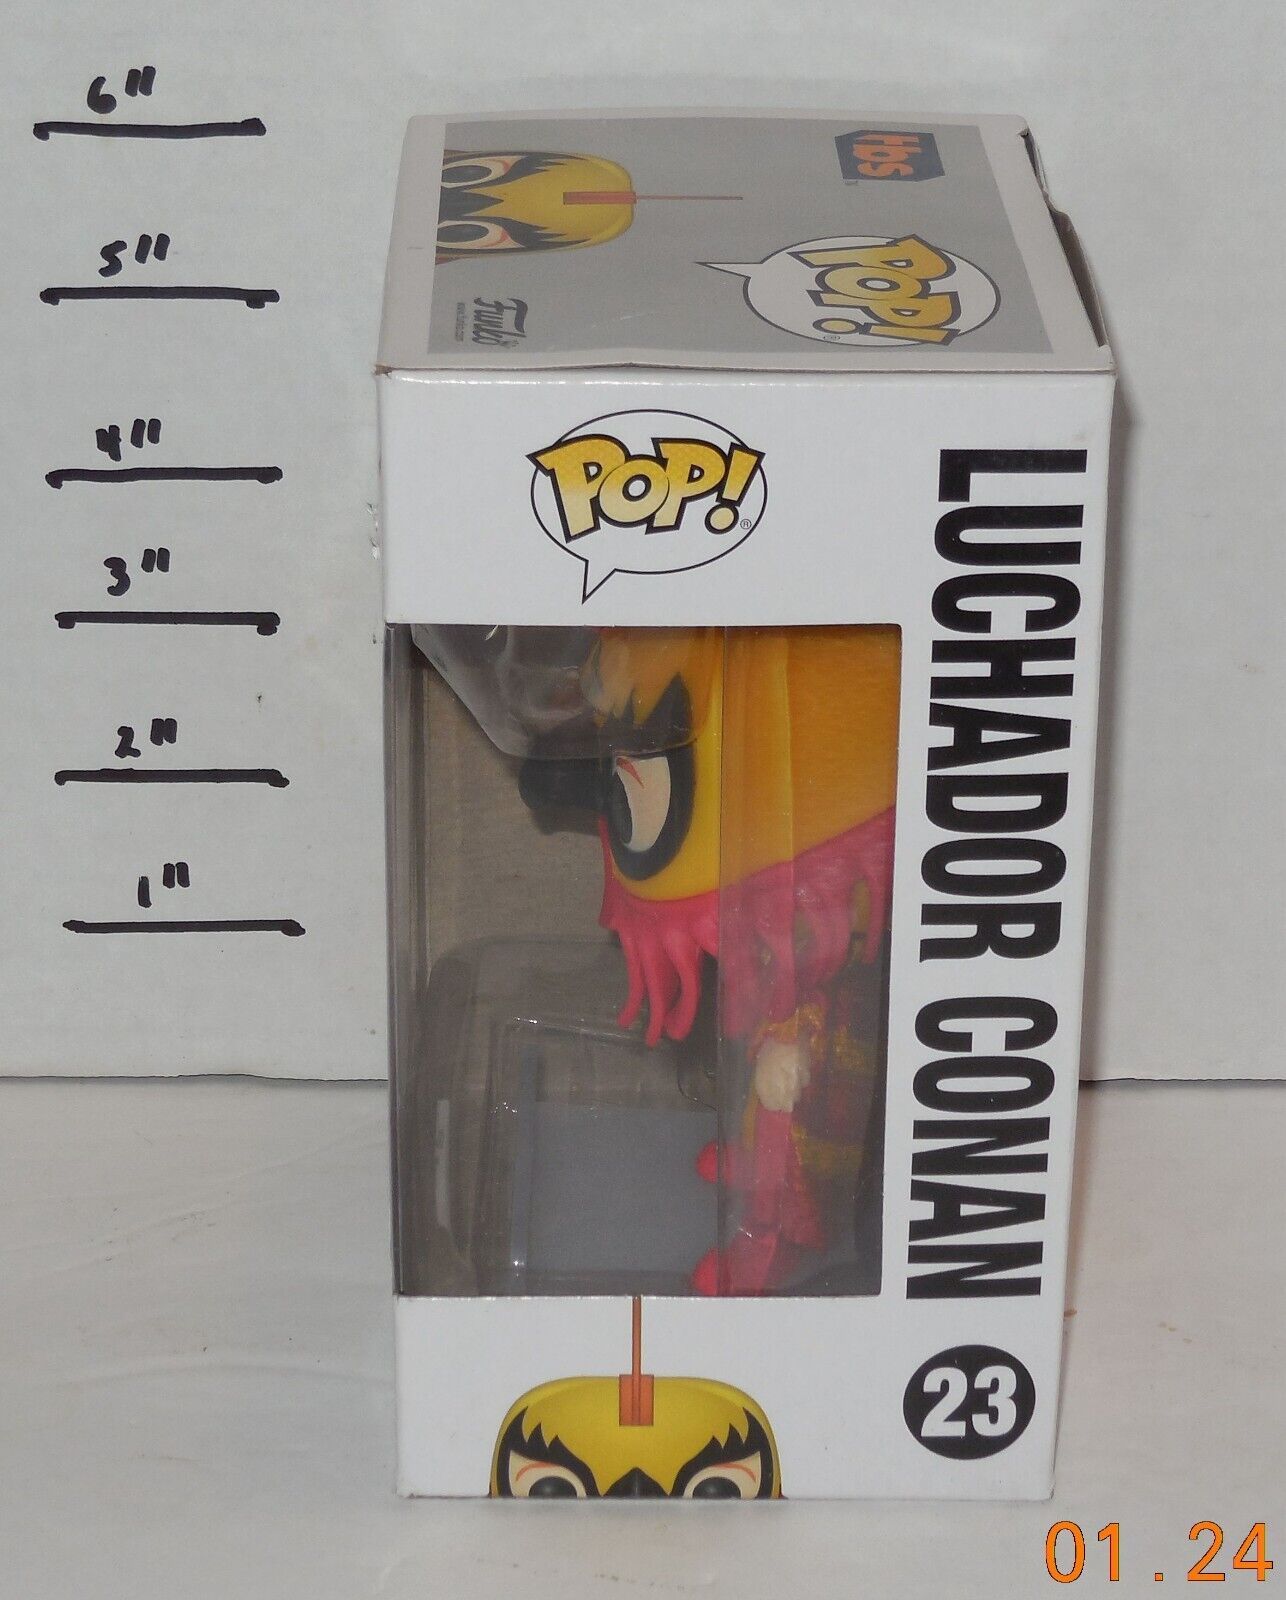 6"
5"
4"
3"
2"
1"
tbs
POP!®
Funko
POP!®
LUCHADOR CONAN 23
01.24